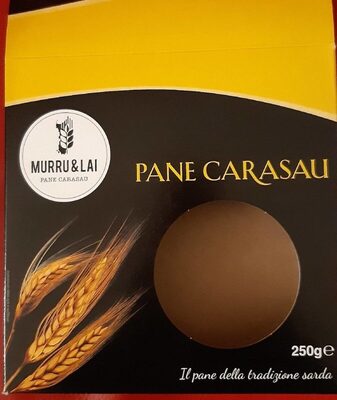 MURRU&LAI
PANE CARASAU
PANE CARASAU
250g℮
Il pane della tradizione sarda